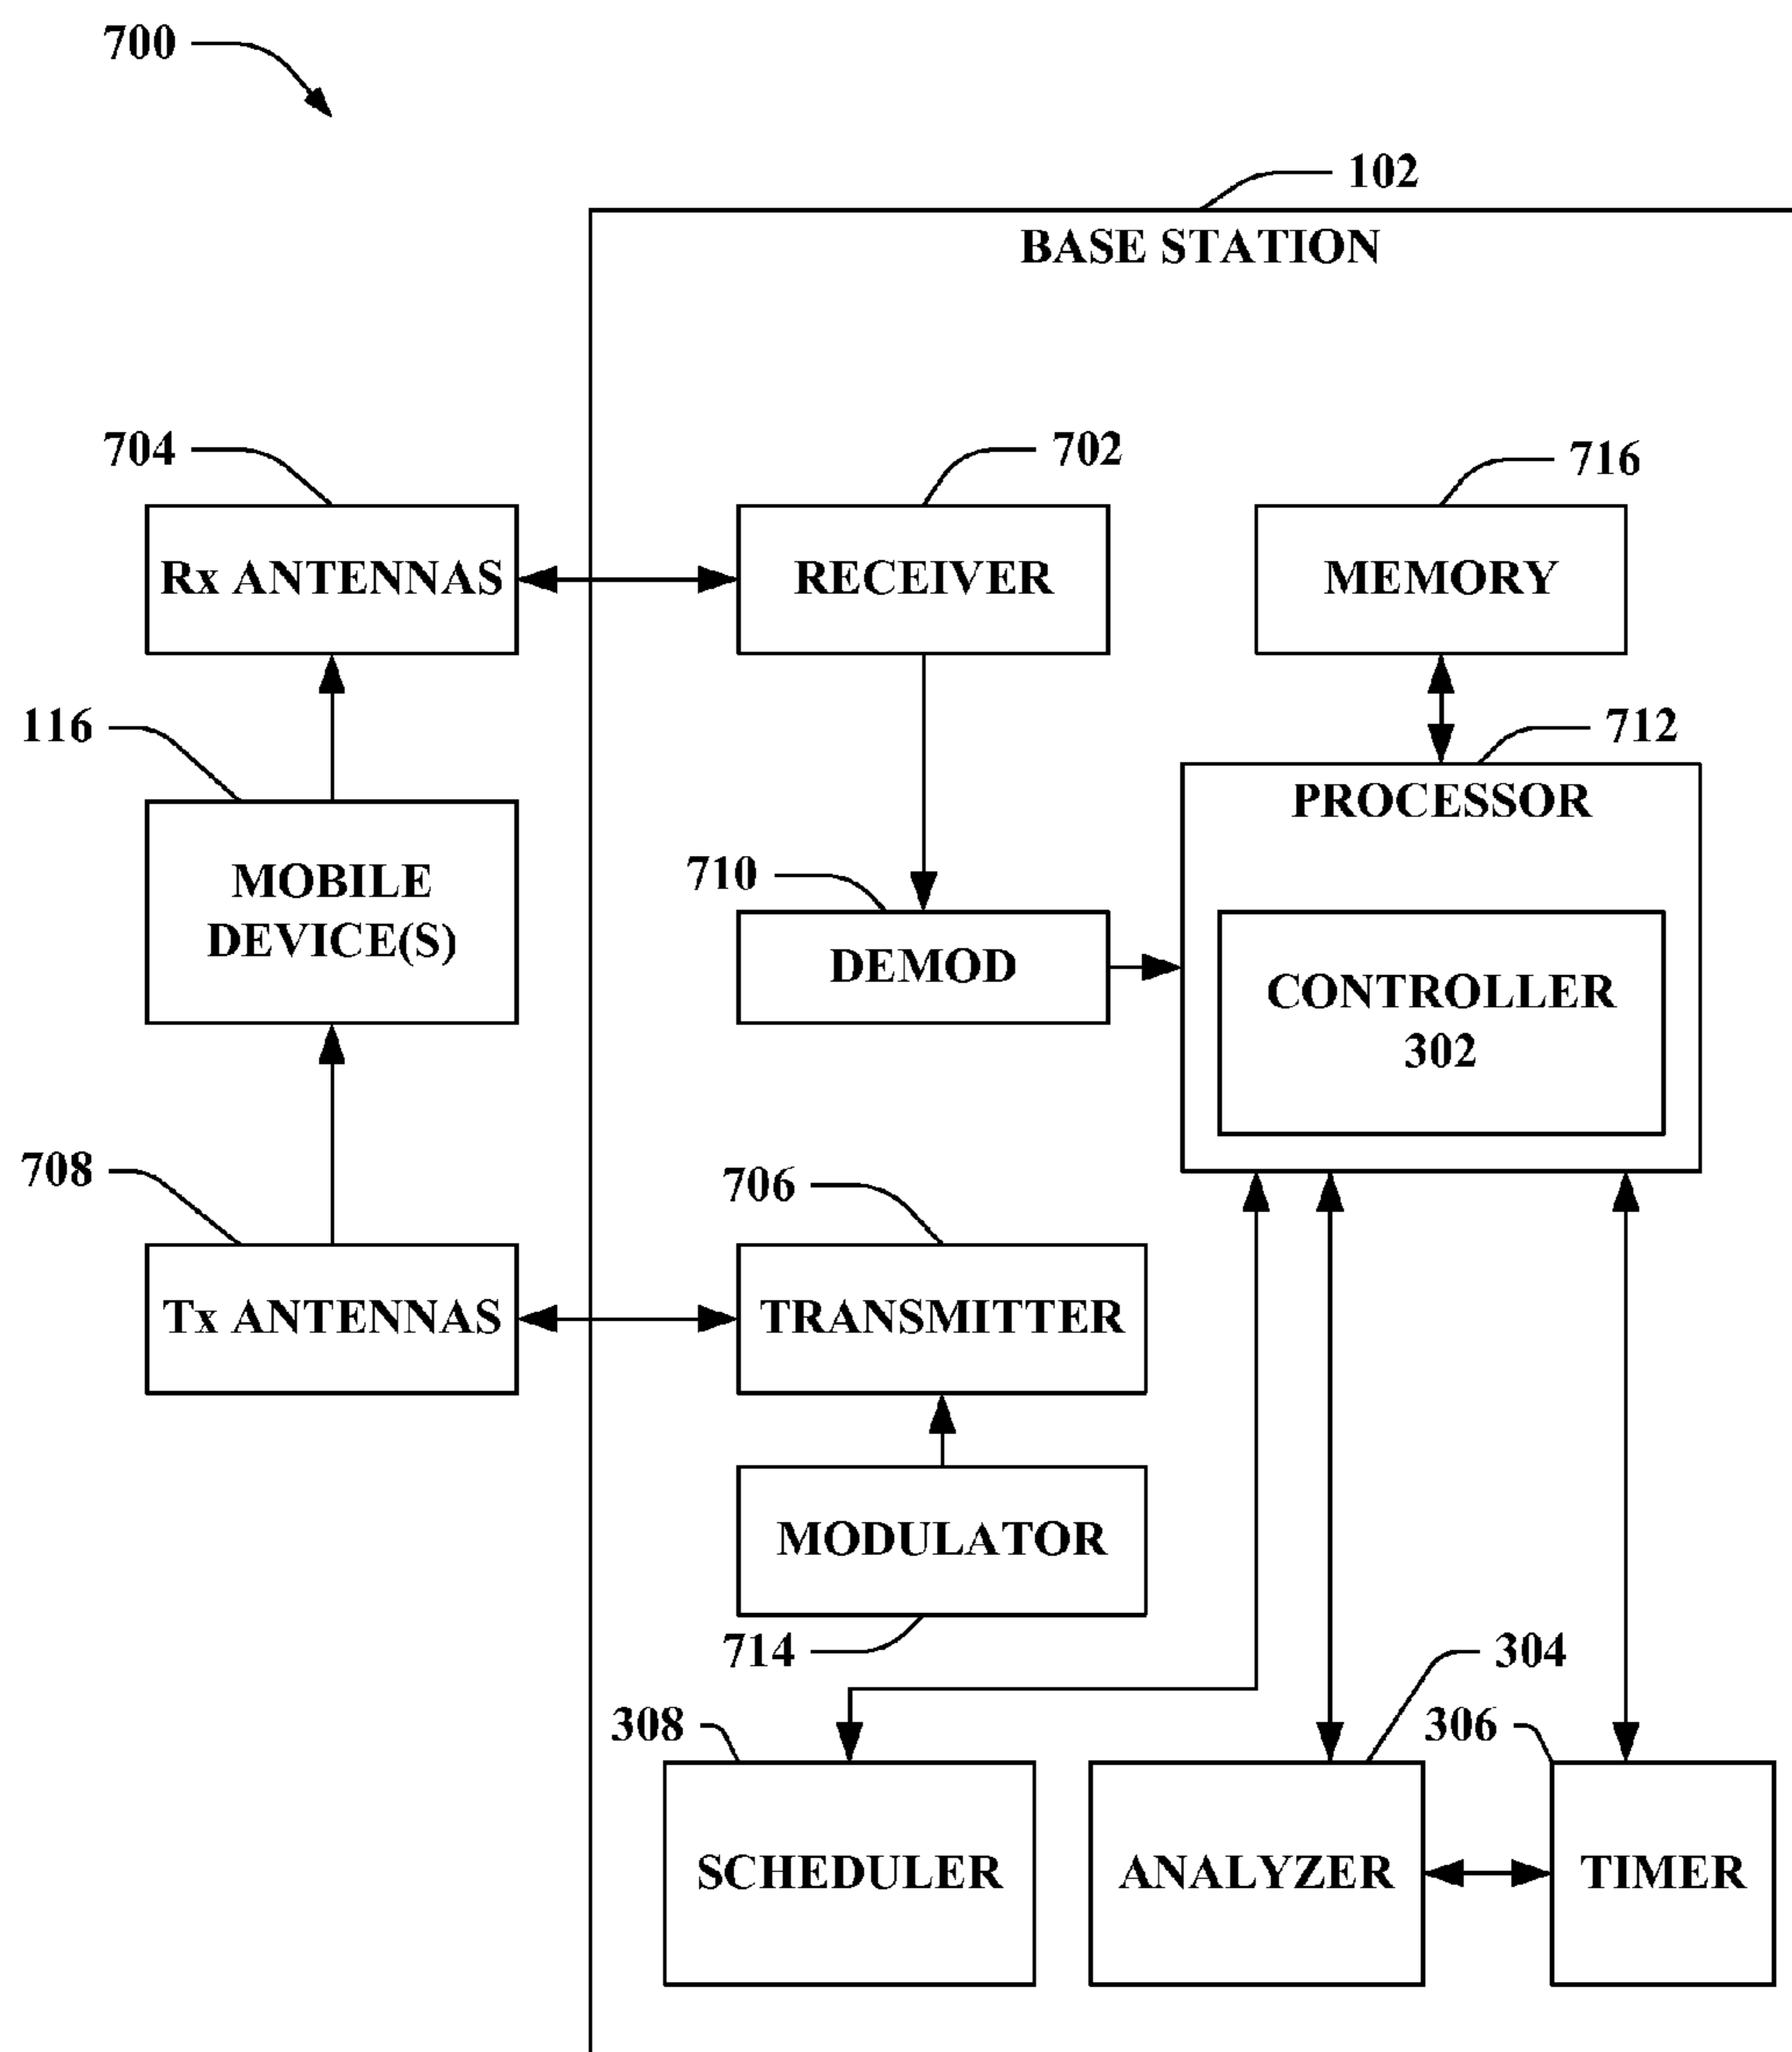 700
102
BASE STATION
704
702
716
Rx ANTENNAS
RECEIVER
MEMORY
116
712
PROCESSOR
MOBILE
DEVICE(S)
710
DEMOD
CONTROLLER
302
708
706
Tx ANTENNAS
TRANSMITTER
MODULATOR
714
304
308
306
SCHEDULER
ANALYZER
TIMER